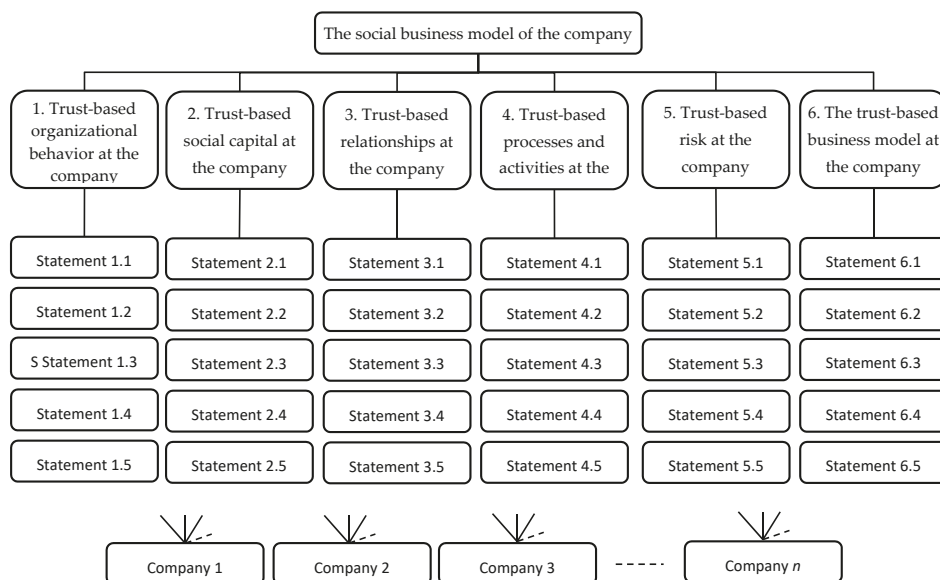 The social business model of the company
1. Trust-based
organizational
behavior at the
company
2. Trust-based
social capital at
the company
3. Trust-based
relationships at
the company
4. Trust-based
processes and
activities at the
5. Trust-based
risk at the
company
6. The trust-based
business model at
the company
Statement 1.1
Statement 2.1
Statement 3.1
Statement 4.1
Statement 5.1
Statement 6.1
Statement 1.2
Statement 2.2
Statement 3.2
Statement 4.2
Statement 5.2
Statement 6.2
S Statement 1.3
Statement 2.3
Statement 3.3
Statement 4.3
Statement 5.3
Statement 6.3
Statement 1.4
Statement 2.4
Statement 3.4
Statement 4.4
Statement 5.4
Statement 6.4
Statement 1.5
Statement 2.5
Statement 3.5
Statement 4.5
Statement 5.5
Statement 6.5
Company 1
Company 2
Company 3
Company n